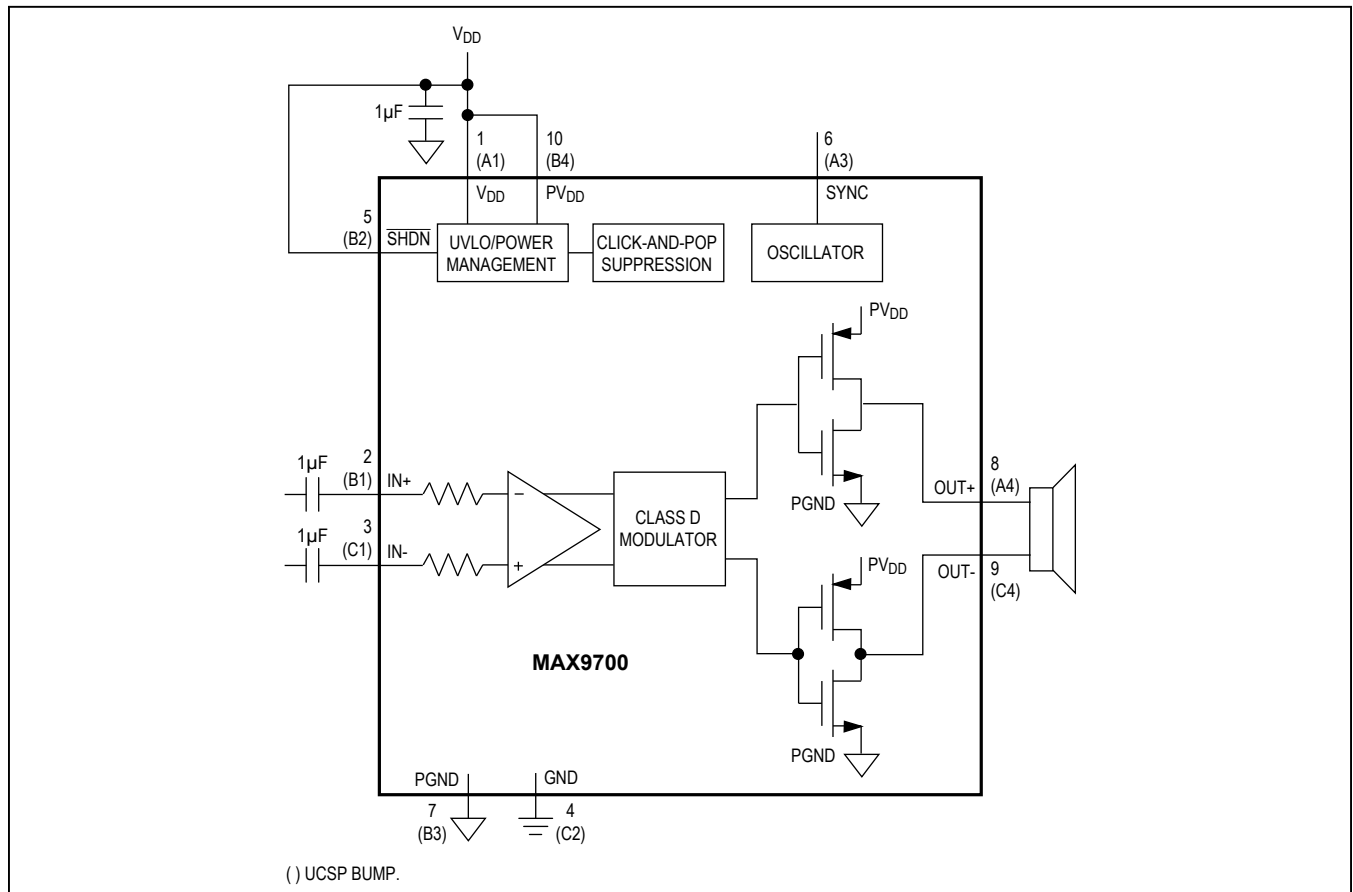 VDD
1µF
1
(A1)
10
(B4)
6
(A3)
VDD
PVDD
SYNC
5
(B2)
SHDN
UVLO/POWER
MANAGEMENT
CLICK-AND-POP
SUPPRESSION
OSCILLATOR
PVDD
1µF
2
(B1)
IN+
−
CLASS D
MODULATOR
PGND
OUT+
8
(A4)
1µF
3
(C1)
IN-
+
PVDD
OUT-
9
(C4)
MAX9700
PGND
PGND
GND
7
(B3)
4
(C2)
( ) UCSP BUMP.